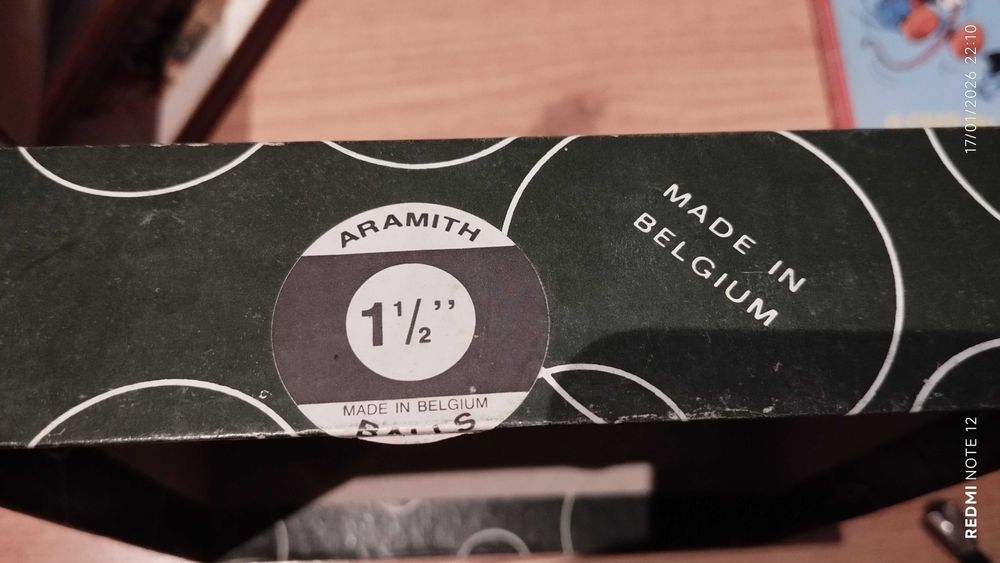 ARAMITH
1 1/2’’
MADE IN BELGIUM
BALLS
MADE IN
BELGIUM
17/01/2026 22:10
REDMI NOTE 12